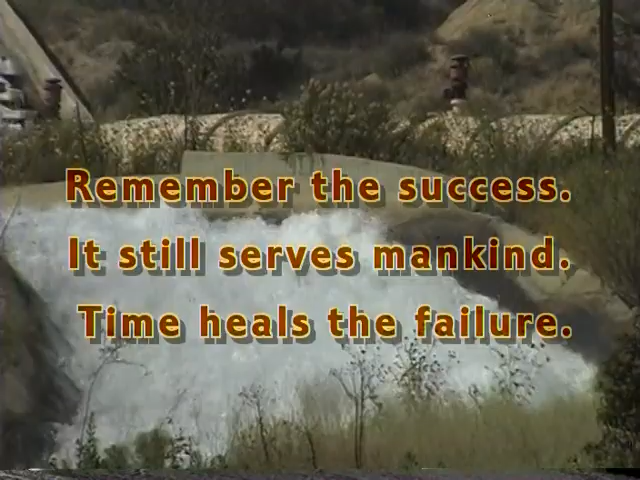 Remember the success.
It still serves mankind.
Time heals the failure.